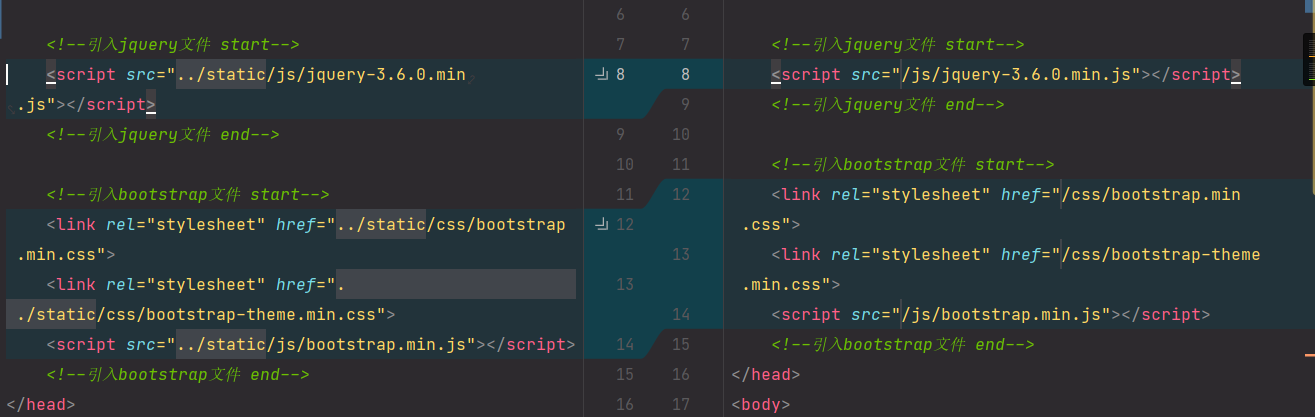 <!--引入jquery文件 start-->
<script src="../static/js/jquery-3.6.0.min
.js"></script>
<!--引入jquery文件 end-->
<!--引入bootstrap文件 start-->
<link rel="stylesheet" href="../static/css/bootstrap
.min.css">
<link rel="stylesheet" href=".
./static/css/bootstrap-theme.min.css">
<script src="../static/js/bootstrap.min.js"></script>
<!--引入bootstrap文件 end-->
</head>
6 6
7 7
8 8
9
9 10
10 11
11 12
12
13
13
14
14 15
15 16
16 17
<!--引入jquery文件 start-->
<script src="/js/jquery-3.6.0.min.js"></script>
<!--引入jquery文件 end-->
<!--引入bootstrap文件 start-->
<link rel="stylesheet" href="/css/bootstrap.min
.css">
<link rel="stylesheet" href="/css/bootstrap-theme
.min.css">
<script src="/js/bootstrap.min.js"></script>
<!--引入bootstrap文件 end-->
</head>
<body>